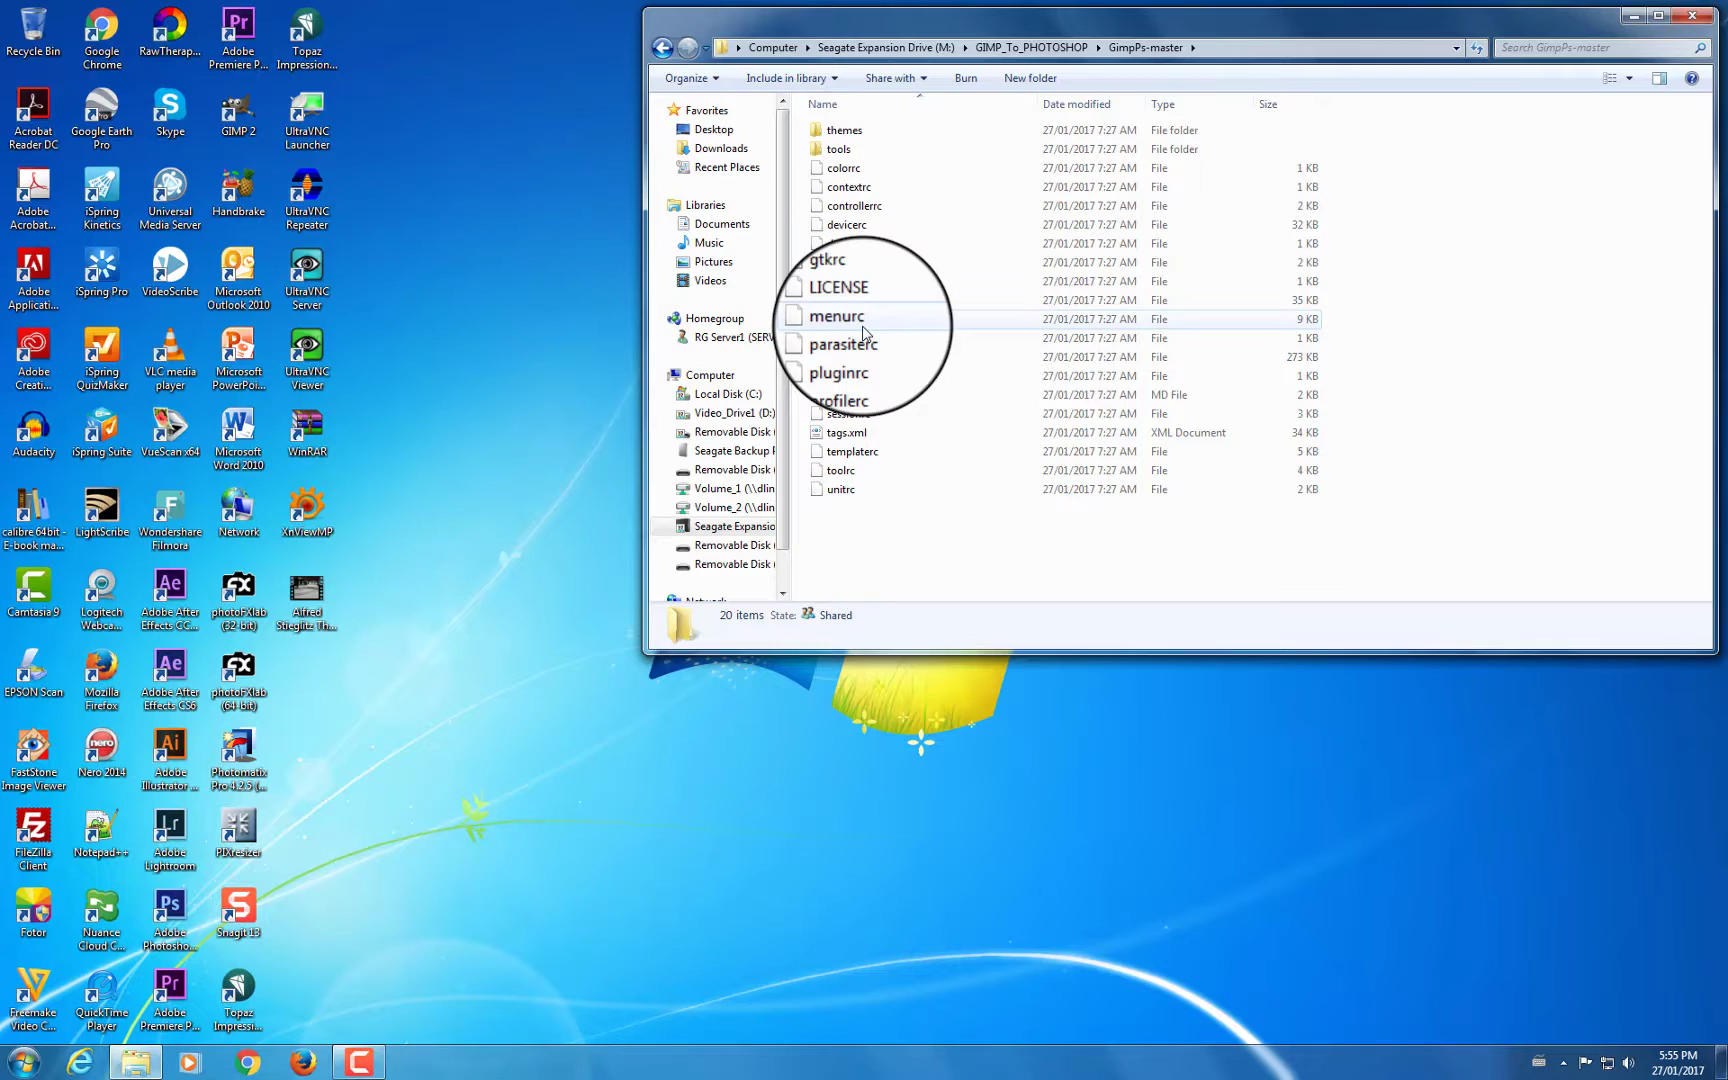 Recycle Bin
Google Chrome
RawTherap...
Adobe Premiere P...
Topaz Impression...
Acrobat Reader DC
Google Earth Pro
Skype
GIMP 2
UltraVNC Launcher
Adobe Acrobat...
iSpring Kinetics
Universal Media Server
Handbrake
UltraVNC Repeater
Adobe Applicati...
iSpring Pro
VideoScribe
Microsoft Outlook 2010
UltraVNC Server
Adobe Creati...
iSpring QuizMaker
VLC media player
Microsoft PowerPoi...
UltraVNC Viewer
Audacity
iSpring Suite
VueScan x64
Microsoft Word 2010
WinRAR
calibre 64bit - E-book ma...
LightScribe
Wondershare Filmora
Network
XnViewMP
Camtasia 9
Logitech Webca...
Adobe After Effects CC...
photoFXlab (32-bit)
Alfred Stieglitz Th...
EPSON Scan
Mozilla Firefox
Adobe After Effects CS6
photoFXlab (64-bit)
FastStone Image Viewer
Nero 2014
Adobe Illustrator ...
Photomatix Pro 4.2.5 (...
FileZilla Client
Notepad++
Adobe Lightroom
PIXresizer
Fotor
Nuance Cloud C...
Adobe Photosho...
Snagit 13
Freemake Video C...
QuickTime Player
Adobe Premiere P...
Topaz Impressi...
Computer Seagate Expansion Drive (M:) GIMP_To_PHOTOSHOP GimpPs-master
Search GimpPs-master
Organize Include in library Share with Burn New folder
Favorites
Desktop
Downloads
Recent Places
Libraries
Documents
Music
Pictures
Videos
Homegroup
RG Server1 (SERV
Computer
Local Disk (C:)
Video_Drive1 (D:)
Removable Disk (
Seagate Backup P
Removable Disk (
Volume_1 (\\dlin
Volume_2 (\\dlin
Seagate Expansio
Removable Disk (
Removable Disk (
Network
Name Date modified Type Size
themes 27/01/2017 7:27 AM File folder
tools 27/01/2017 7:27 AM File folder
colorrc 27/01/2017 7:27 AM File 1 KB
contextrc 27/01/2017 7:27 AM File 1 KB
controllerrc 27/01/2017 7:27 AM File 2 KB
devicerc 27/01/2017 7:27 AM File 32 KB
27/01/2017 7:27 AM File 1 KB
gtkrc 27/01/2017 7:27 AM File 2 KB
LICENSE 27/01/2017 7:27 AM File 1 KB
27/01/2017 7:27 AM File 35 KB
menurc 27/01/2017 7:27 AM File 9 KB
parasiterc 27/01/2017 7:27 AM File 1 KB
27/01/2017 7:27 AM File 273 KB
pluginrc 27/01/2017 7:27 AM File 1 KB
profilerc 27/01/2017 7:27 AM MD File 2 KB
sessionrc 27/01/2017 7:27 AM File 3 KB
tags.xml 27/01/2017 7:27 AM XML Document 34 KB
templaterc 27/01/2017 7:27 AM File 5 KB
toolrc 27/01/2017 7:27 AM File 4 KB
unitrc 27/01/2017 7:27 AM File 2 KB
20 items State: Shared
5:55 PM
27/01/2017